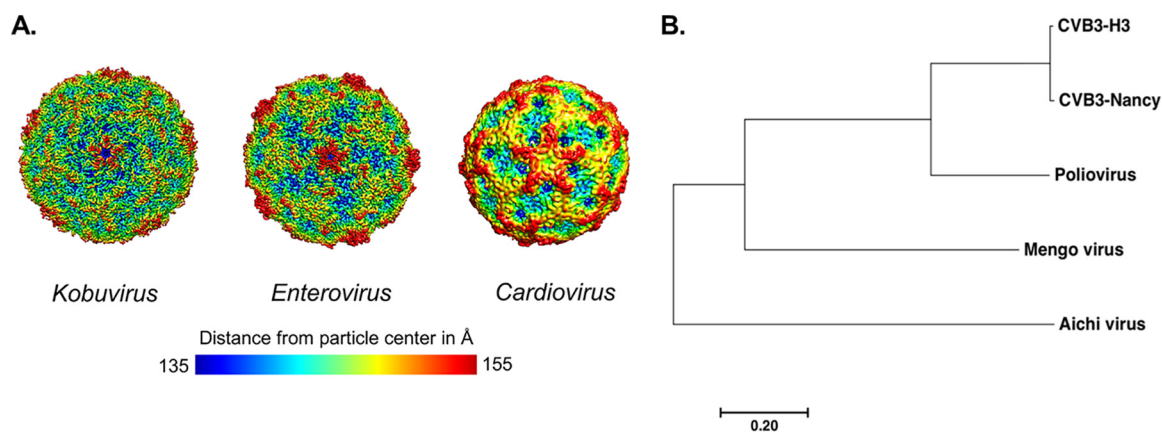 A.
Kobuvirus
Enterovirus
Cardiovirus
Distance from particle center in Å
135
155
B.
CVB3-H3
CVB3-Nancy
Poliovirus
Mengo virus
Aichi virus
0.20